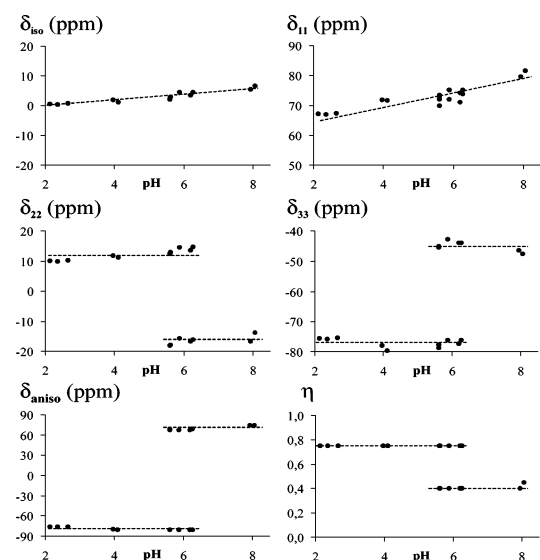 δiso (ppm)
20
10
0
-10
-20
2 4 pH 6 8
δ11 (ppm)
90
80
70
60
50
2 4 pH 6 8
δ22 (ppm)
20
10
0
-10
-20
2 4 pH 6 8
δ33 (ppm)
-40
-50
-60
-70
-80
2 4 pH 6 8
δaniso (ppm)
90
60
30
0
-30
-60
-90
2 4 pH 6 8
η
1,0
0,8
0,6
0,4
0,2
0,0
2 4 pH 6 8